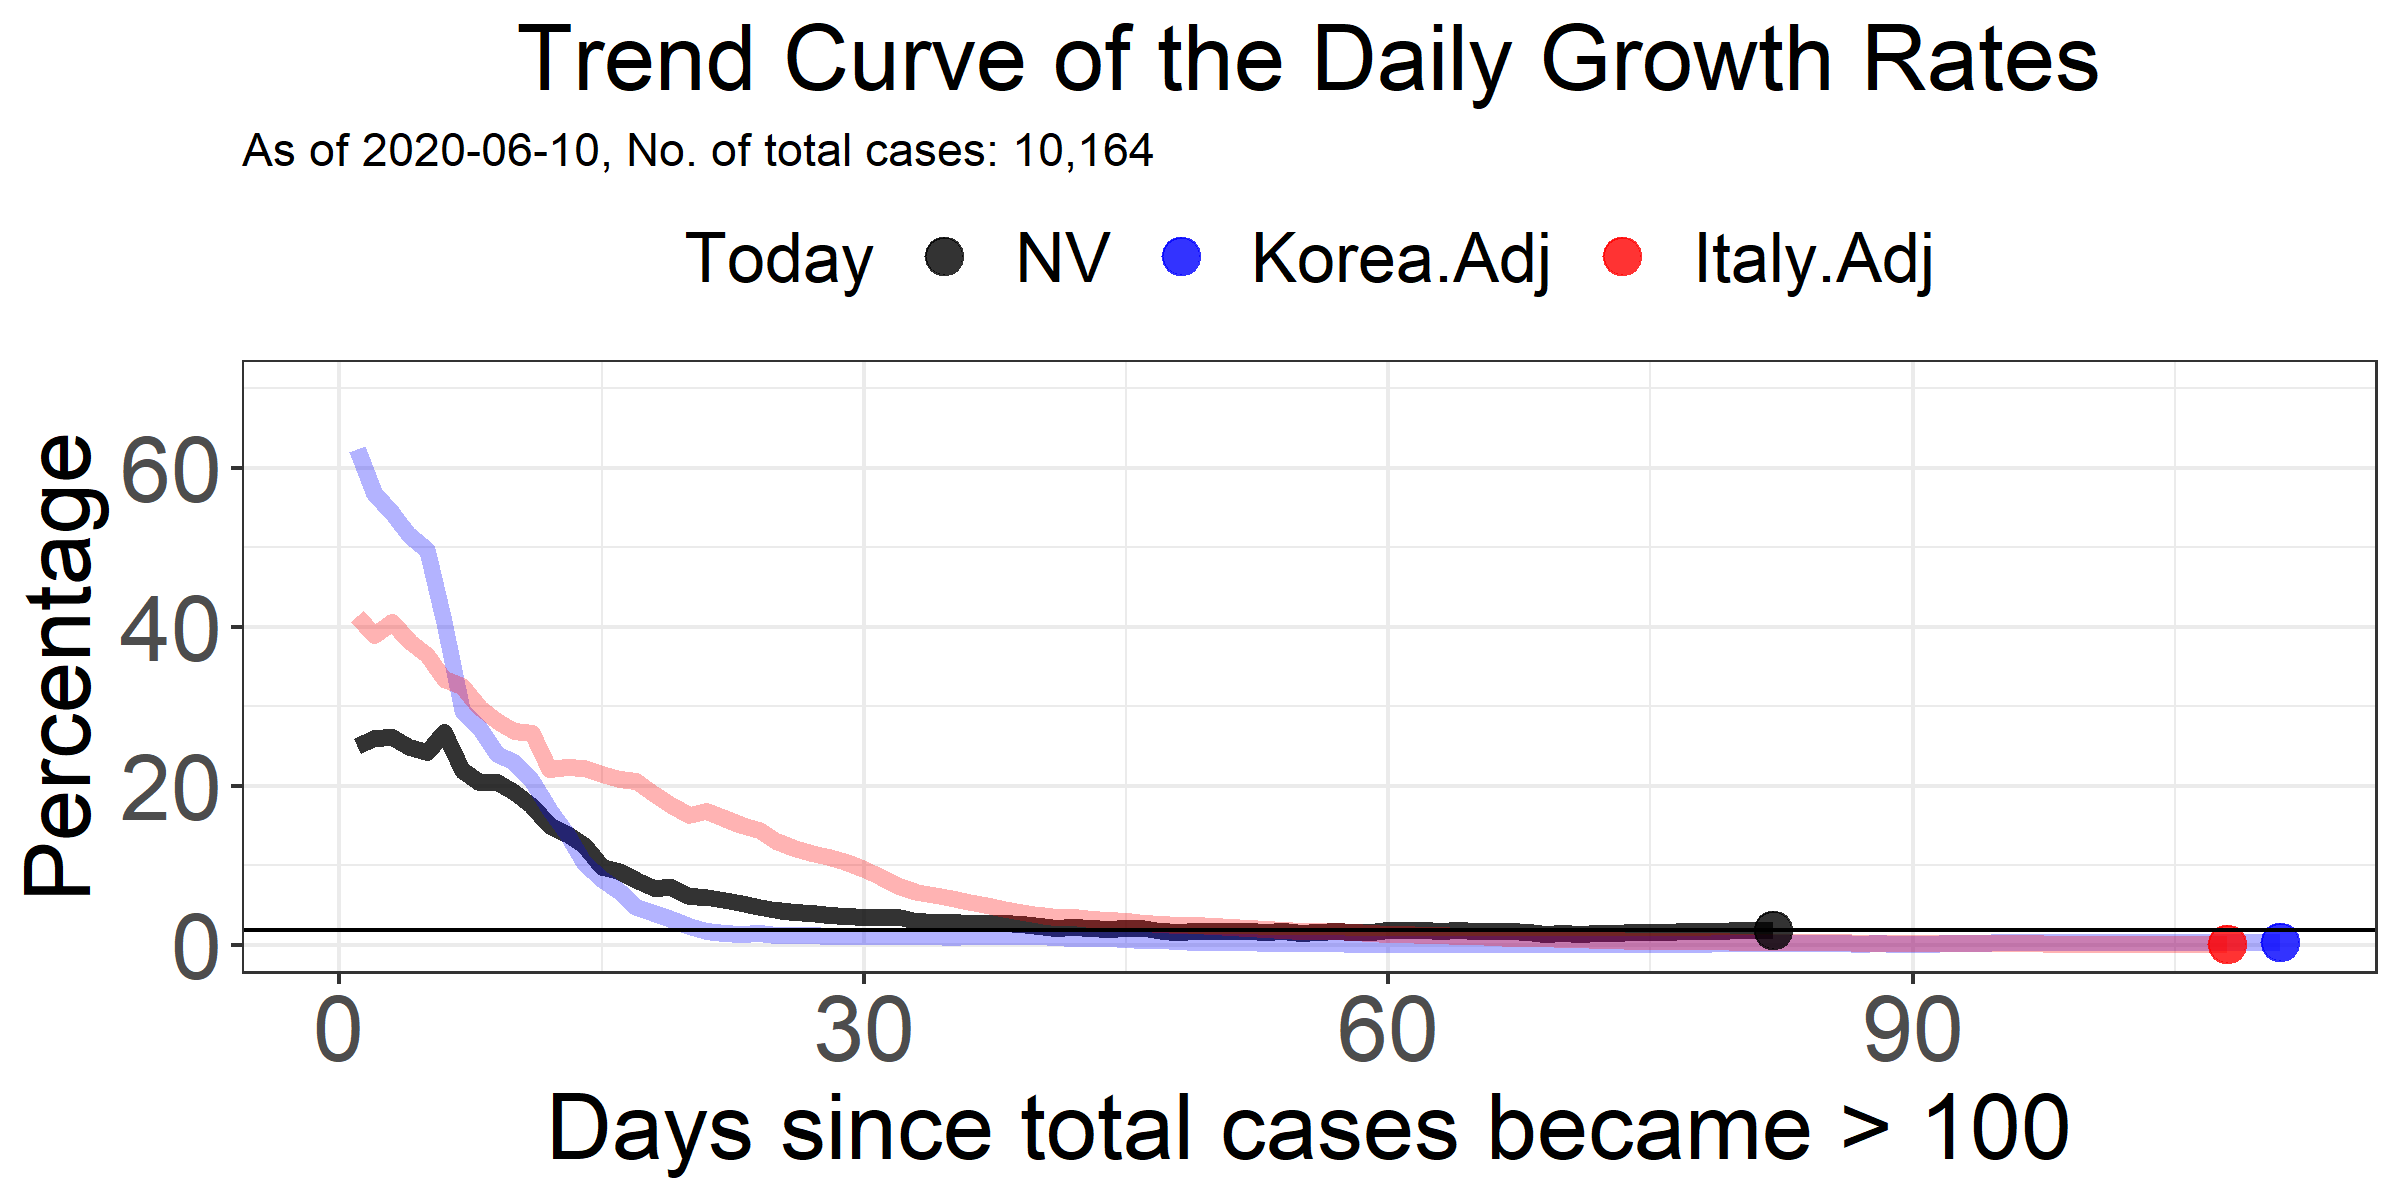 Trend Curve of the Daily Growth Rates
As of 2020-06-10, No. of total cases: 10,164
Today NV Korea.Adj Italy.Adj
Percentage
60
40
20
0
0 30 60 90
Days since total cases became > 100